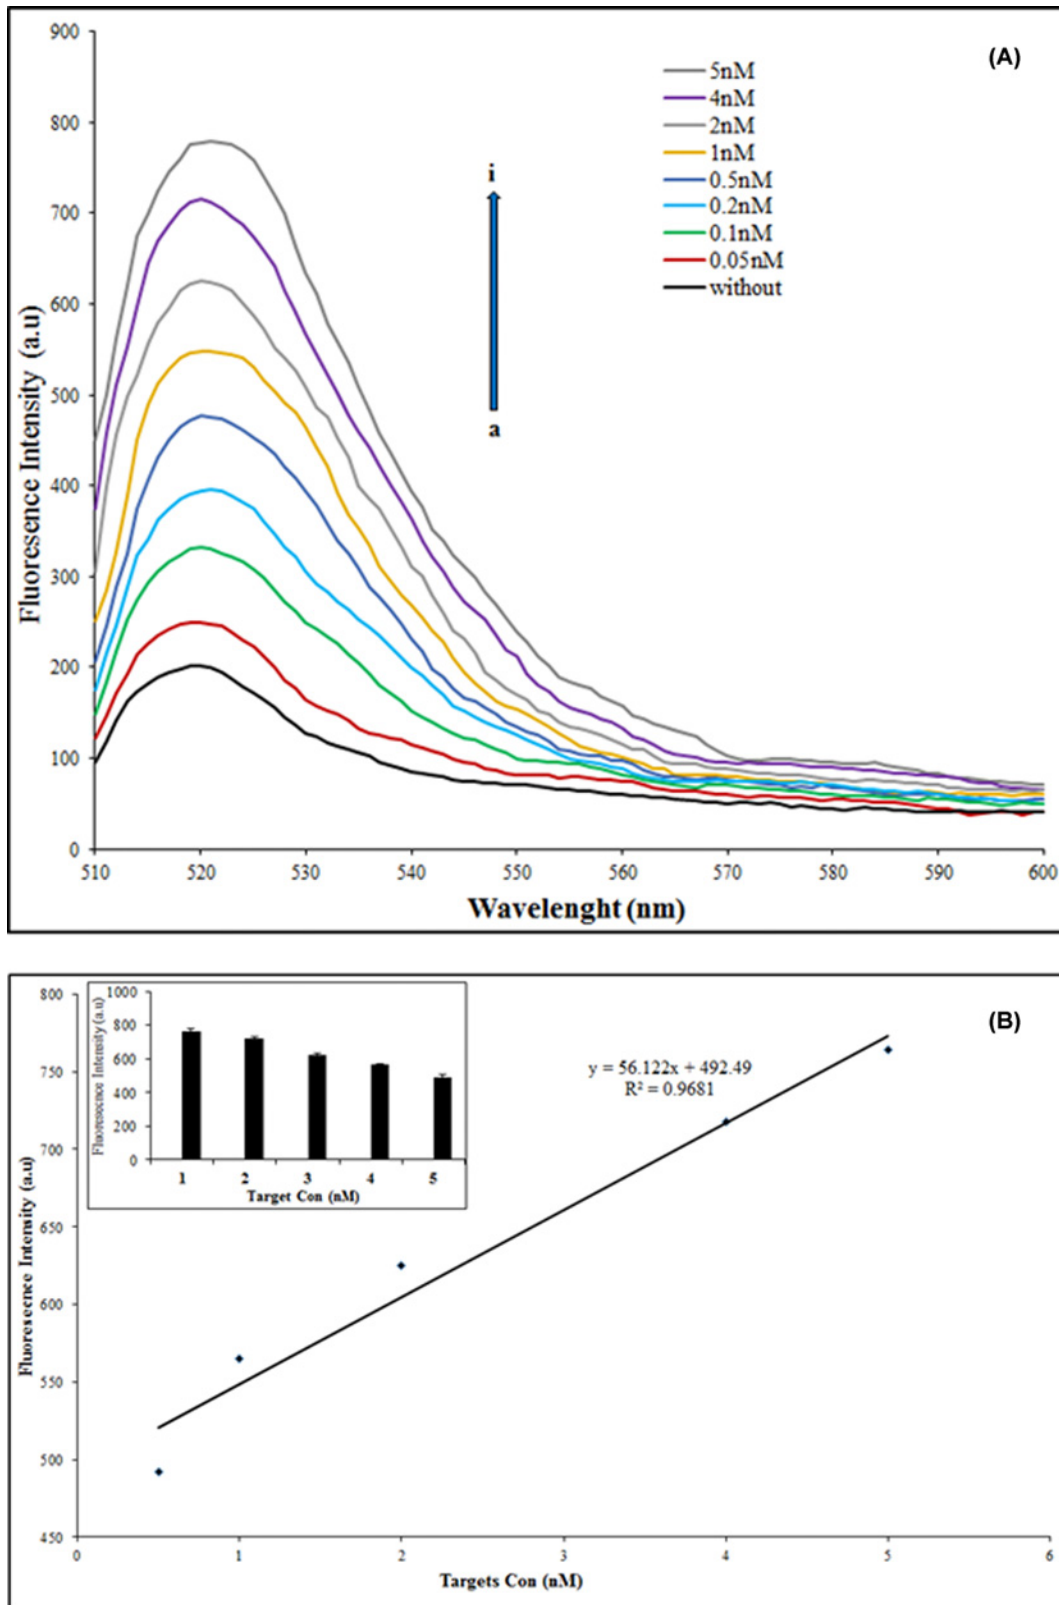 (A)
900
800
700
600
500
400
300
200
100
0
Fluoresence Intensity (a.u)
5nM
4nM
2nM
1nM
0.5nM
0.2nM
0.1nM
0.05nM
without
i
a
510 520 530 540 550 560 570 580 590 600
Wavelenght (nm)
(B)
800
750
700
650
600
550
500
450
Fluoresecnce Intensity (a.u)
1000
800
600
400
200
0
Fluoresecnce Intensity (a.u)
1 2 3 4 5
Target Con (nM)
y = 56.122x + 492.49
R² = 0.9681
0 1 2 3 4 5 6
Targets Con (nM)